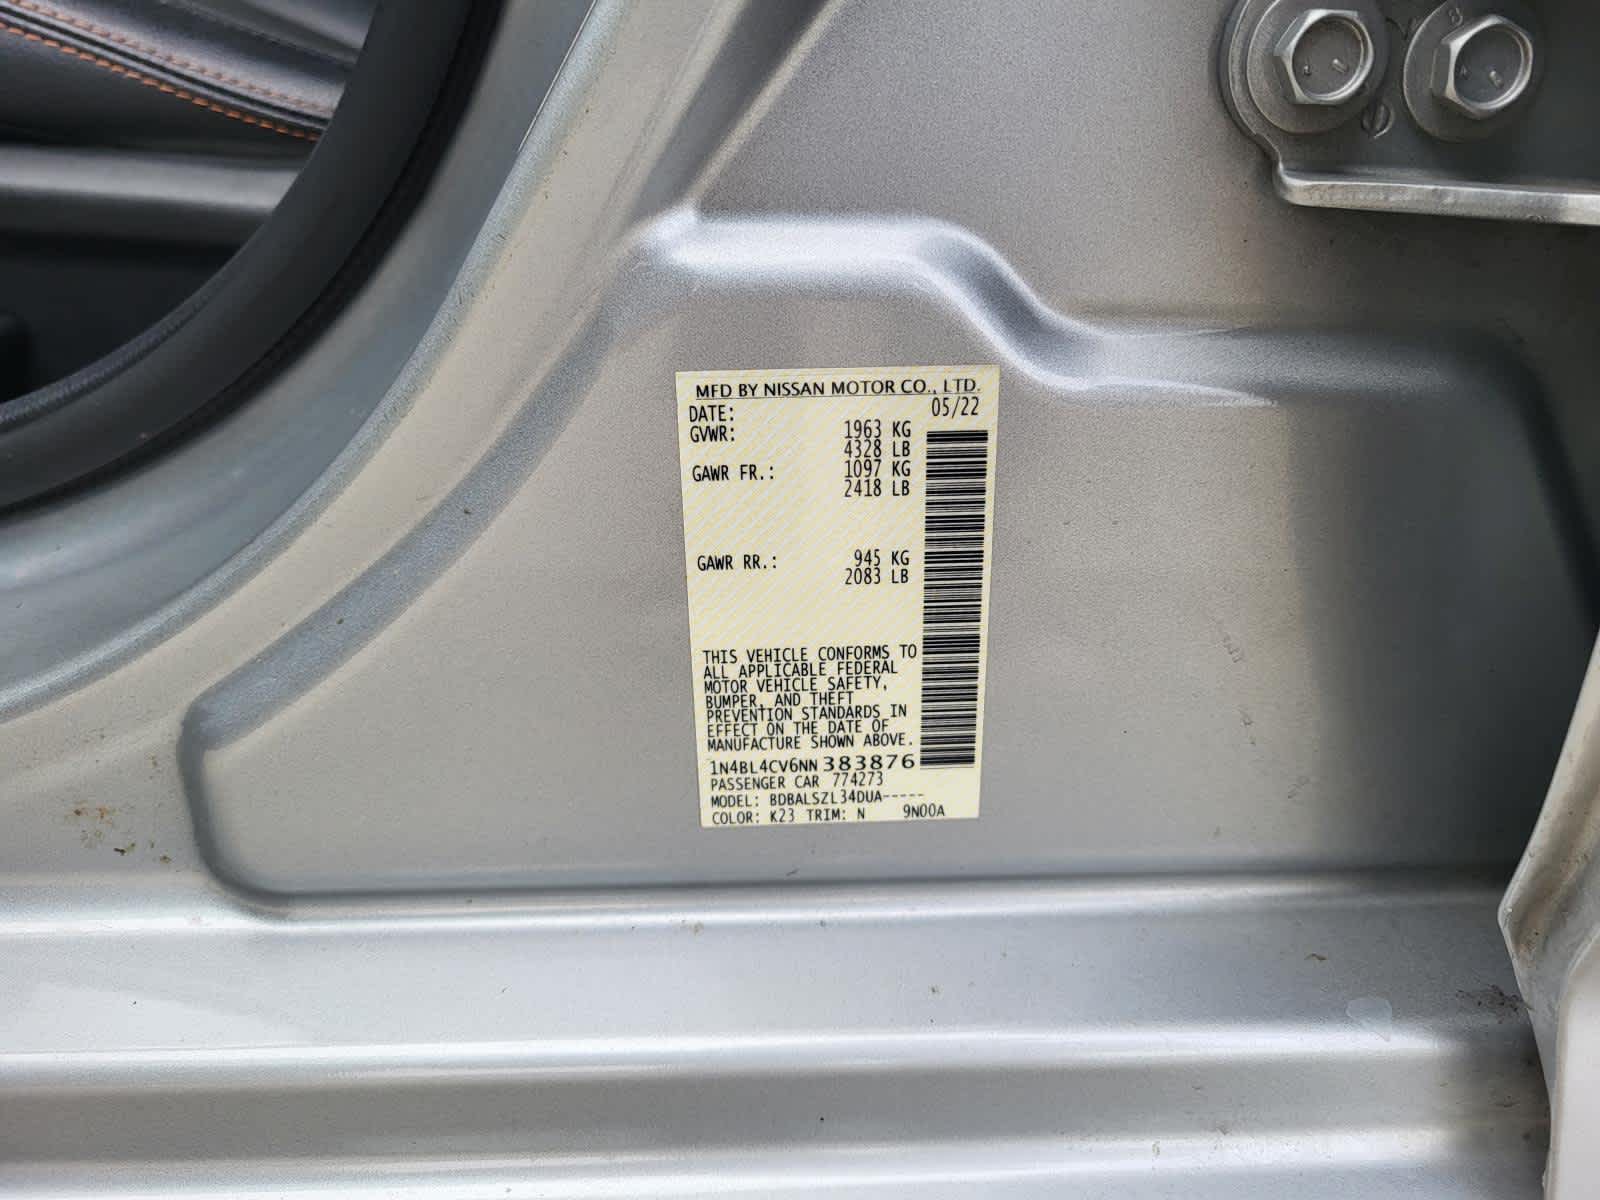 MFD BY NISSAN MOTOR CO., LTD.
DATE: 05/22
GVWR: 1963 KG
4328 LB
GAWR FR.: 1097 KG
2418 LB
GAWR RR.: 945 KG
2083 LB
THIS VEHICLE CONFORMS TO
ALL APPLICABLE FEDERAL
MOTOR VEHICLE SAFETY,
BUMPER, AND THEFT
PREVENTION STANDARDS IN
EFFECT ON THE DATE OF
MANUFACTURE SHOWN ABOVE.
1N4BL4CV6NN383876
PASSENGER CAR 774273
MODEL: BDBALSZL34DUA-----
COLOR: K23 TRIM: N 9N00A